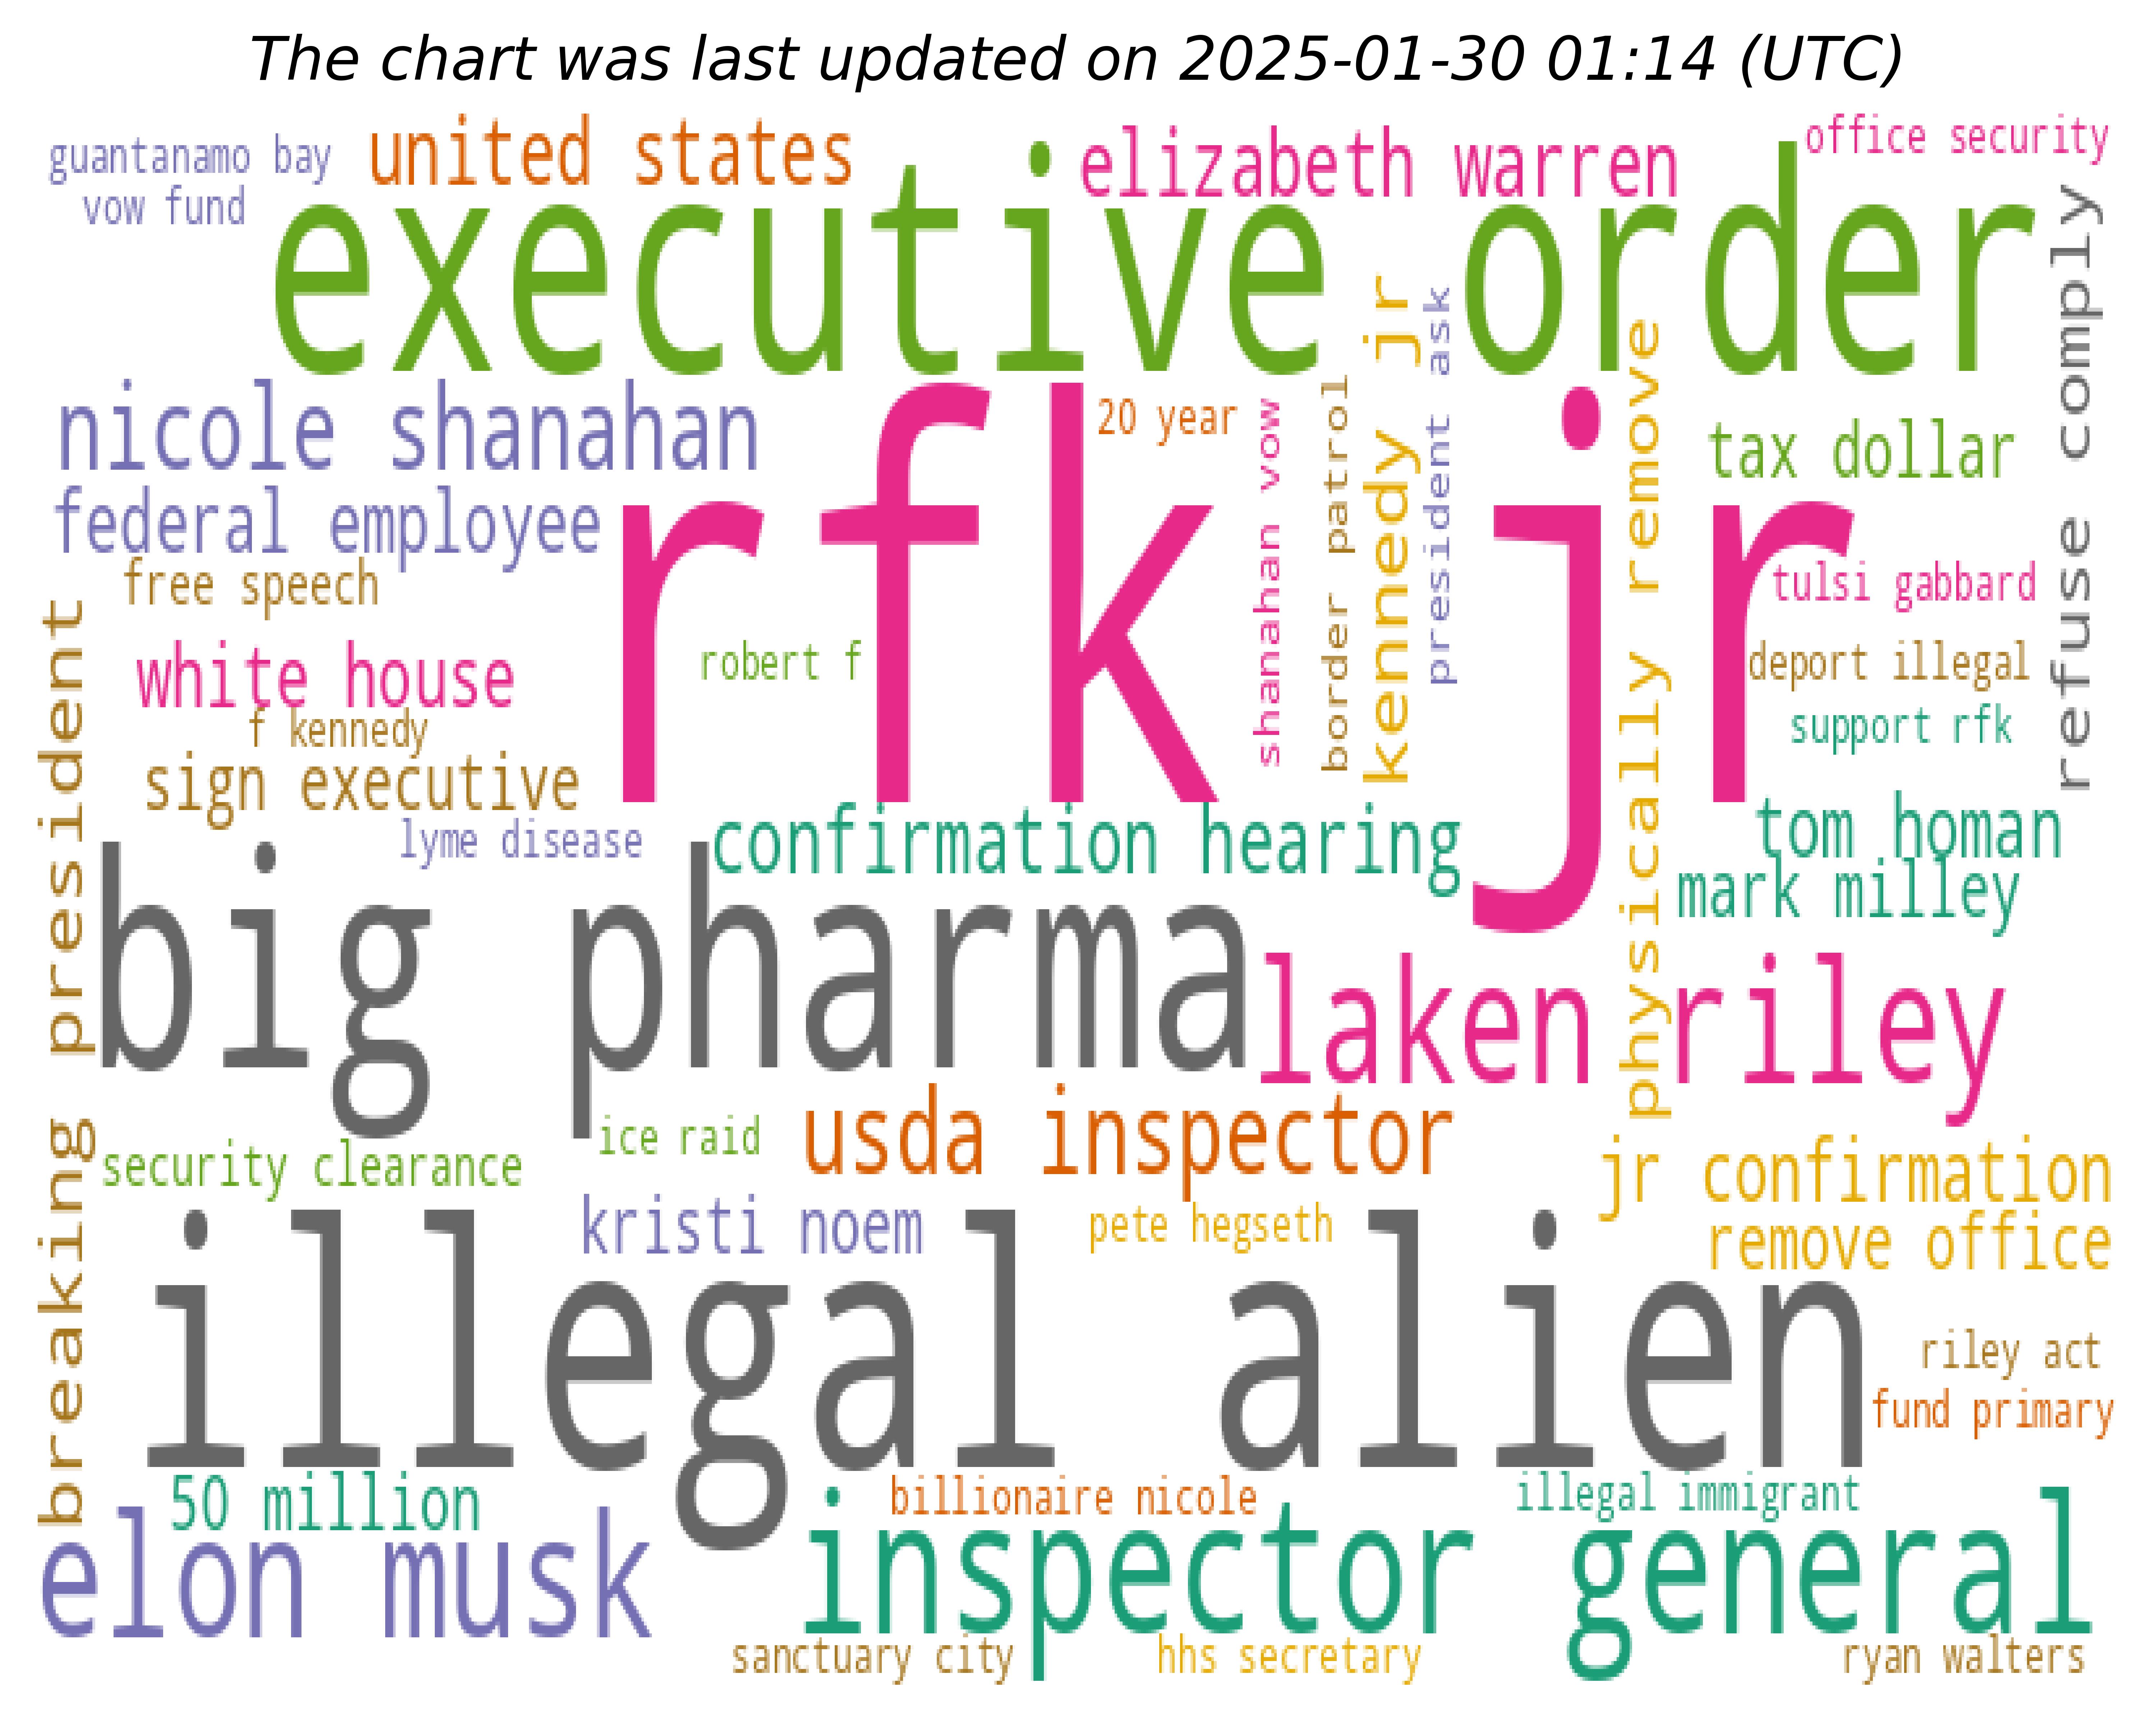 The chart was last updated on 2025-01-30 01:14 (UTC)
guantanamo bay
united states
elizabeth warren
office security
vow fund
executive order
refuse comply
nicole shanahan
20 year
shanahan vow
border patrol
kennedy jr
president ask
physically remove
tax dollar
federal employee
rfk jr
free speech
tulsi gabbard
white house
robert f
deport illegal
f kennedy
support rfk
sign executive
breaking president
lyme disease
confirmation hearing
tom homan
mark milley
big pharma
laken riley
usda inspector
ice raid
security clearance
jr confirmation
kristi noem
pete hegseth
remove office
illegal alien
riley act
fund primary
50 million
billionaire nicole
illegal immigrant
elon musk
inspector general
sanctuary city
hhs secretary
ryan walters